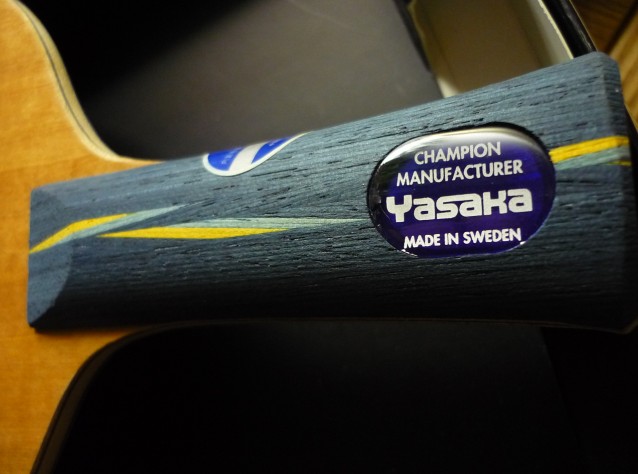 CHAMPION
MANUFACTURER
Yasaka
MADE IN SWEDEN